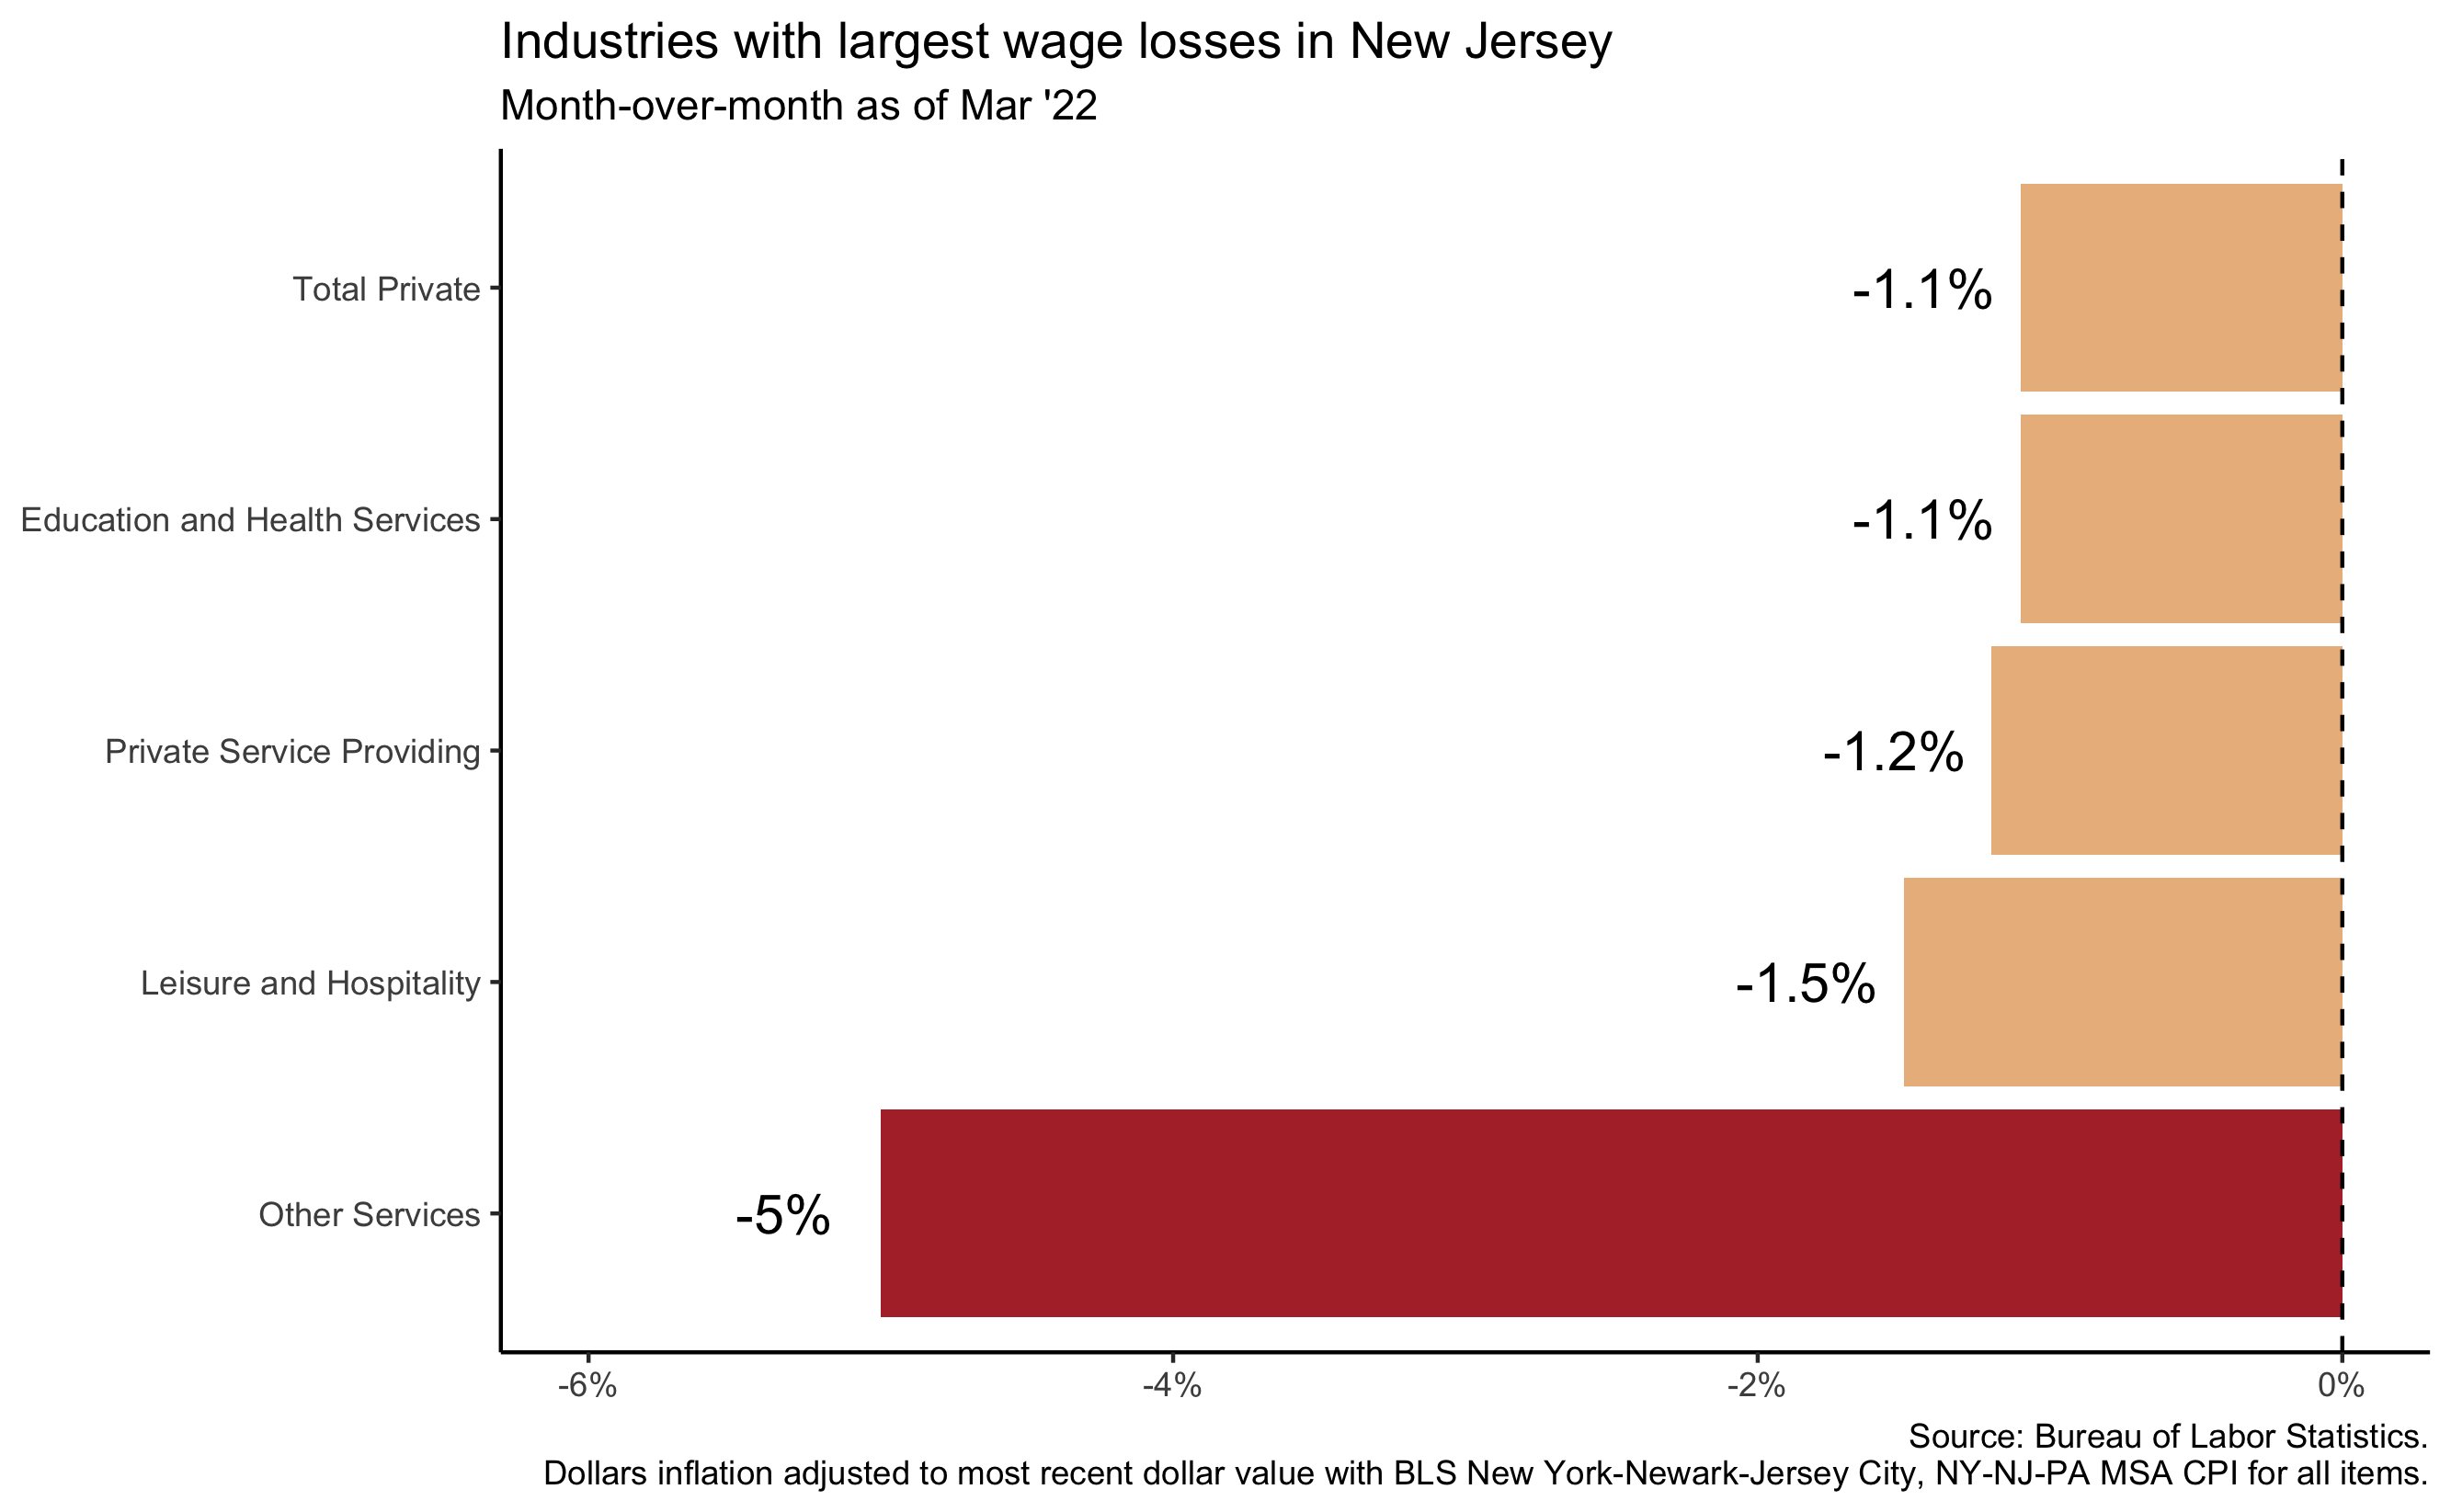 Industries with largest wage losses in New Jersey
Month-over-month as of Mar '22
Total Private
-1.1%
Education and Health Services
-1.1%
Private Service Providing
-1.2%
Leisure and Hospitality
-1.5%
Other Services
-5%
-6%
-4%
-2%
0%
Source: Bureau of Labor Statistics.
Dollars inflation adjusted to most recent dollar value with BLS New York-Newark-Jersey City, NY-NJ-PA MSA CPI for all items.